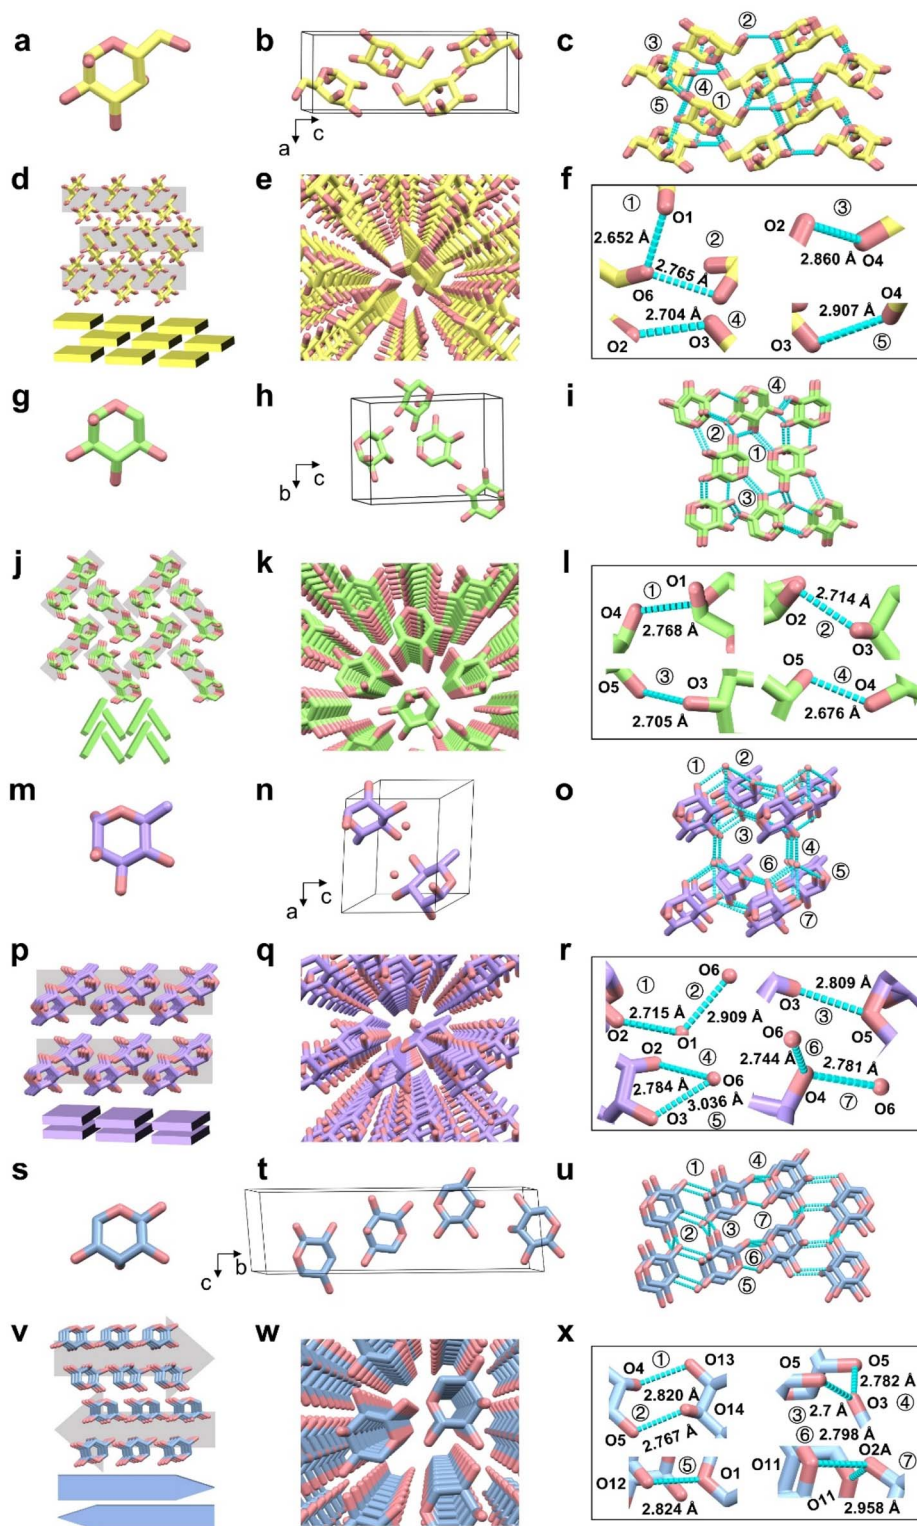 a b c
②
③
④
①
⑤
c
a
d e f
① ③
O1 O2
2.652 Å ②
2.860 Å O4
2.765 Å
O6
2.704 Å ④
O2 O3
2.907 Å O4
O3 ⑤
g h i
④
②
①
③
c
b
j k l
① O1
O4
2.768 Å
2.714 Å
O2 ②
O3
O5 ③ O3
2.705 Å
O5 ④
O4
2.676 Å
m n o
① ②
③ ④
⑥ ⑤
⑦
c
a
p q r
① O6
②
2.715 Å
2.909 Å
O2 O1
2.809 Å
O3
③
O5
O6
O2 ④
2.784 Å O6
3.036 Å
O3 ⑤
2.744 Å ⑥
2.781 Å
O4 ⑦
O6
s t u
① ④
③ ⑦
② ⑥
⑤
b
c
v w x
O4 ① O13
2.820 Å
② O14
O5
2.767 Å
O5 O5
2.782 Å
③ O3 ④
2.7 Å
2.798 Å
⑤
O12 O1
2.824 Å
⑥ O2A
O11 ⑦
O11
2.958 Å